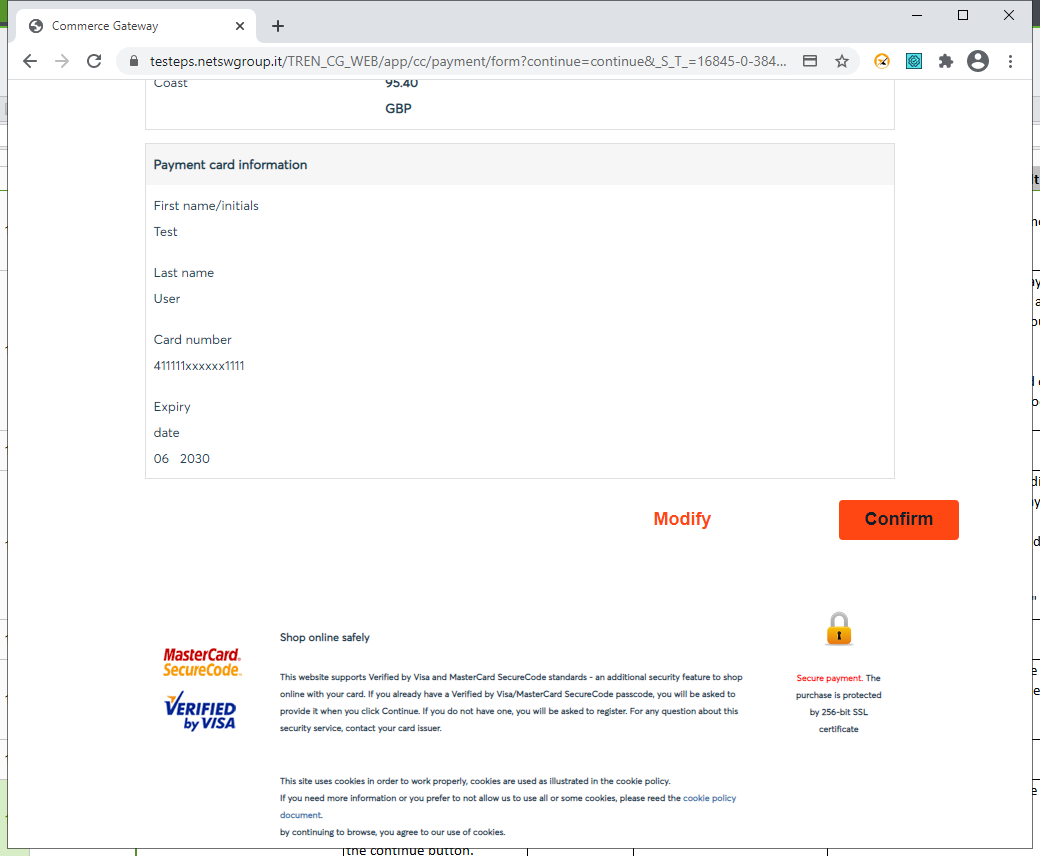 Commerce Gateway
testeps.netswgroup.it/TREN_CG_WEB/app/cc/payment/form?continue=continue&_S_T_=16845-0-384...
Coast 95.40
GBP
Payment card information
First name/initials
Test
Last name
User
Card number
411111xxxxxx1111
Expiry
date
06 2030
Modify Confirm
MasterCard.
SecureCode.
VERIFIED
by VISA
Shop online safely
This website supports Verified by Visa and MasterCard SecureCode standards - an additional security feature to shop
online with your card. If you already have a Verified by Visa/MasterCard SecureCode passcode, you will be asked to
provide it when you click Continue. If you do not have one, you will be asked to register. For any question about this
security service, contact your card issuer.
Secure payment. The
purchase is protected
by 256-bit SSL
certificate
This site uses cookies in order to work properly, cookies are used as illustrated in the cookie policy.
If you need more information or you prefer to not allow us to use all or some cookies, please reed the cookie policy
document.
by continuing to browse, you agree to our use of cookies.
the continue button.